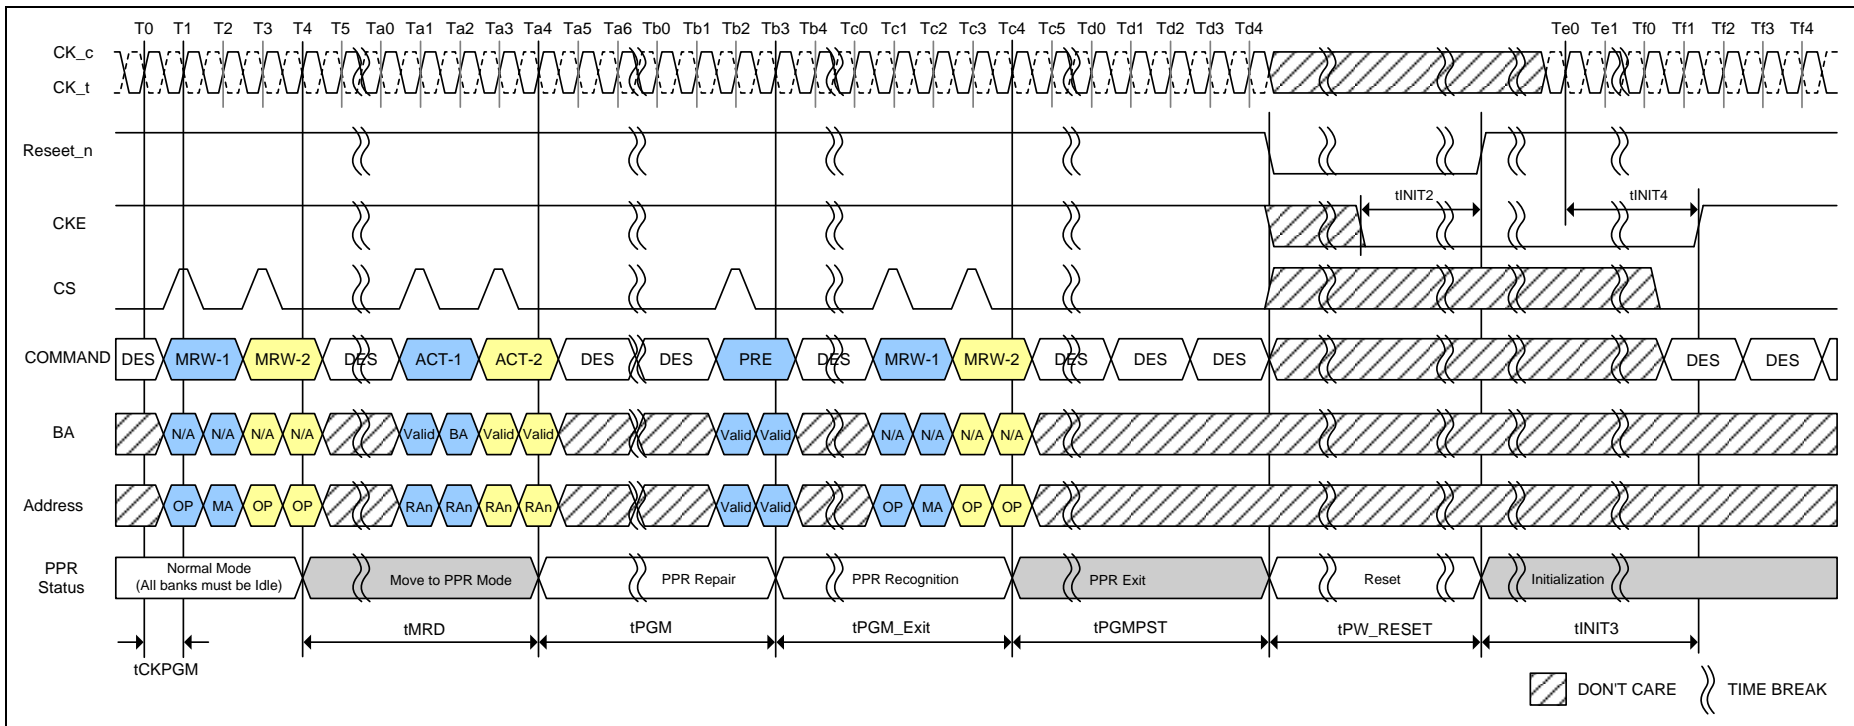 T0 T1 T2 T3 T4 T5 Ta0 Ta1 Ta2 Ta3 Ta4 Ta5 Ta6 Tb0 Tb1 Tb2 Tb3 Tb4 Tc0 Tc1 Tc2 Tc3 Tc4 Tc5 Td0 Td1 Td2 Td3 Td4 Te0 Te1 Tf0 Tf1 Tf2 Tf3 Tf4
CK_c
CK_t
Reseet_n
tINIT2 tINIT4
CKE
CS
COMMAND DES MRW-1 MRW-2 DES ACT-1 ACT-2 DES DES PRE DES MRW-1 MRW-2 DES DES DES DES DES
BA N/A N/A N/A N/A Valid BA Valid Valid Valid Valid N/A N/A N/A N/A
Address OP MA OP OP RAn RAn RAn RAn Valid Valid OP MA OP OP
PPR Status
Normal Mode
(All banks must be Idle)
Move to PPR Mode PPR Repair PPR Recognition PPR Exit Reset Initialization
tMRD tPGM tPGM_Exit tPGMPST tPW_RESET tINIT3
tCKPGM
DON'T CARE TIME BREAK